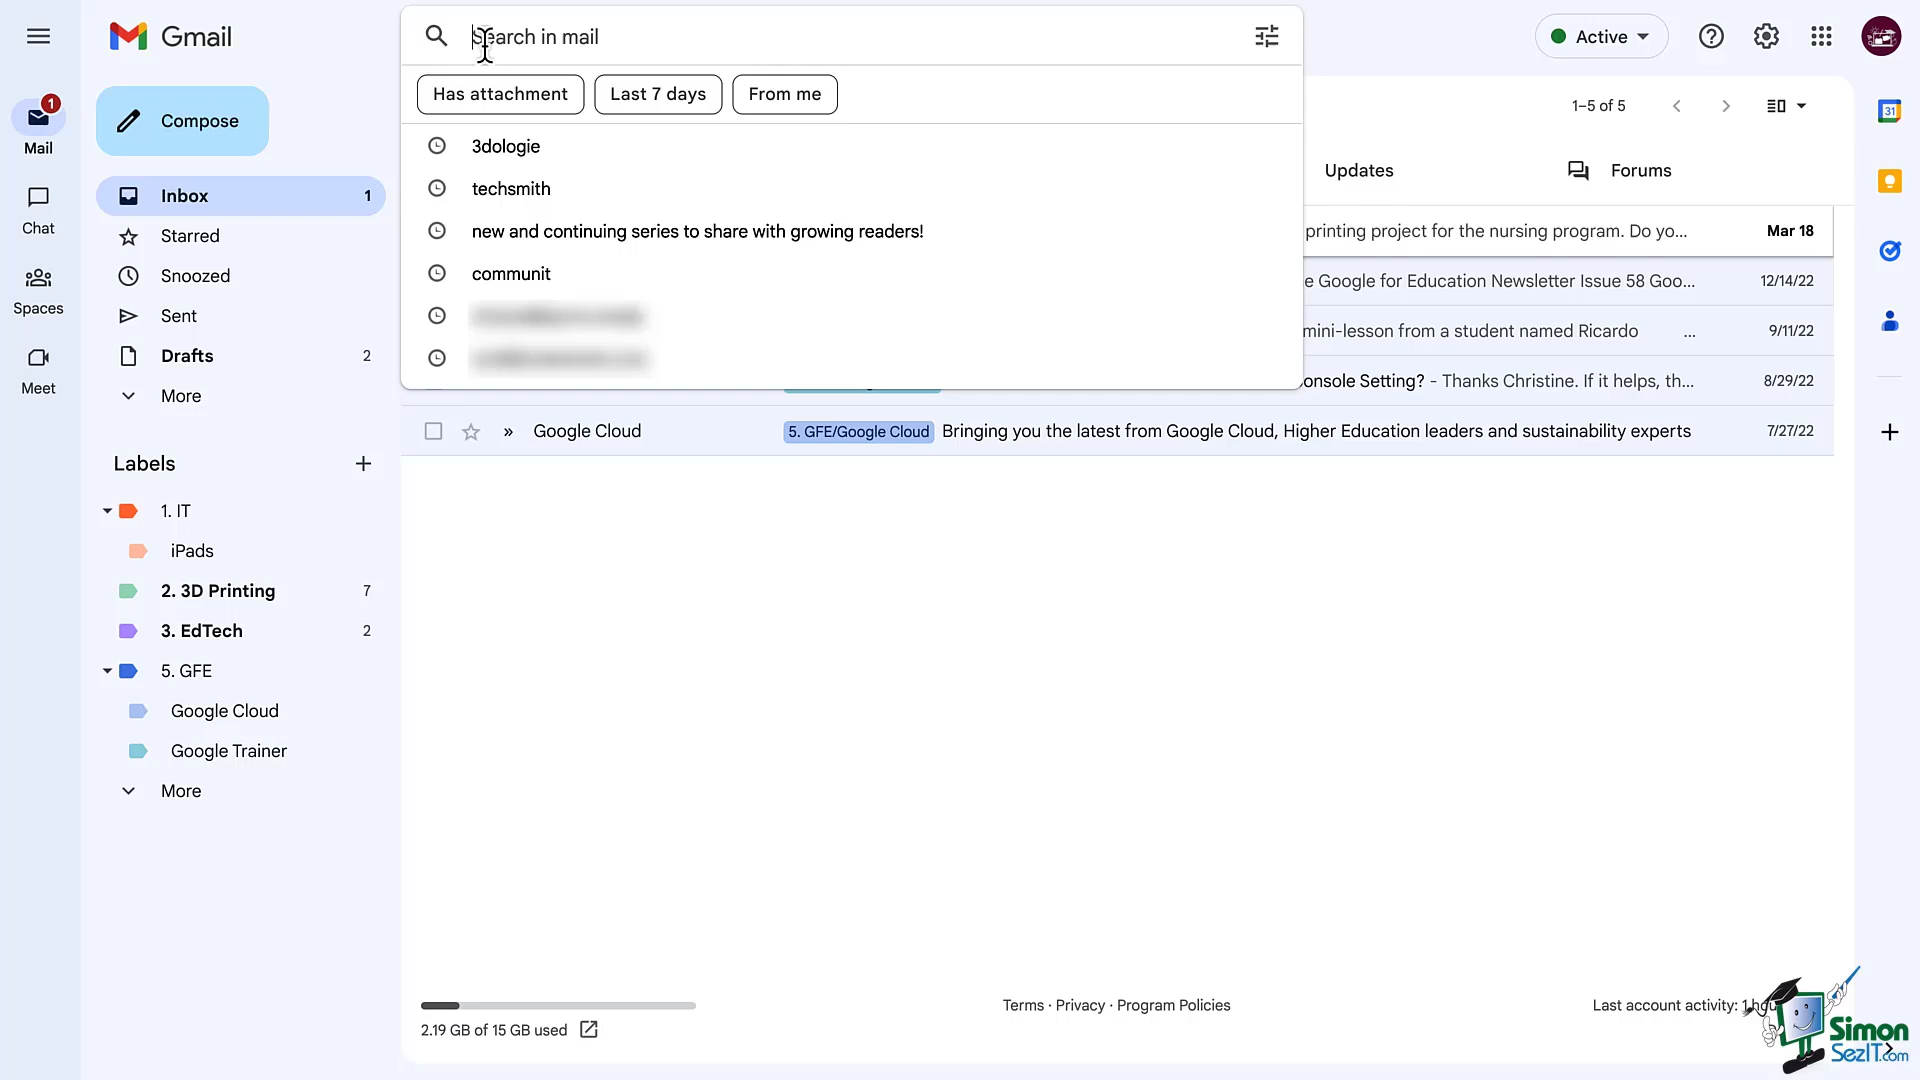 Gmail
Search in mail
Active
1
Mail
Compose
Has attachment
Last 7 days
From me
1–5 of 5
31
Inbox 1
Starred
Snoozed
Sent
Drafts 2
More
Chat
Spaces
Meet
3dologie
techsmith
new and continuing series to share with growing readers!
communit
Updates
Forums
printing project for the nursing program. Do yo... Mar 18
e Google for Education Newsletter Issue 58 Goo... 12/14/22
mini-lesson from a student named Ricardo ... 9/11/22
onsole Setting? - Thanks Christine. If it helps, th... 8/29/22
Google Cloud 5. GFE/Google Cloud Bringing you the latest from Google Cloud, Higher Education leaders and sustainability experts 7/27/22
Labels
1. IT
iPads
2. 3D Printing 7
3. EdTech 2
5. GFE
Google Cloud
Google Trainer
More
2.19 GB of 15 GB used
Terms · Privacy · Program Policies
Last account activity: 1
Simon
SezIT.com